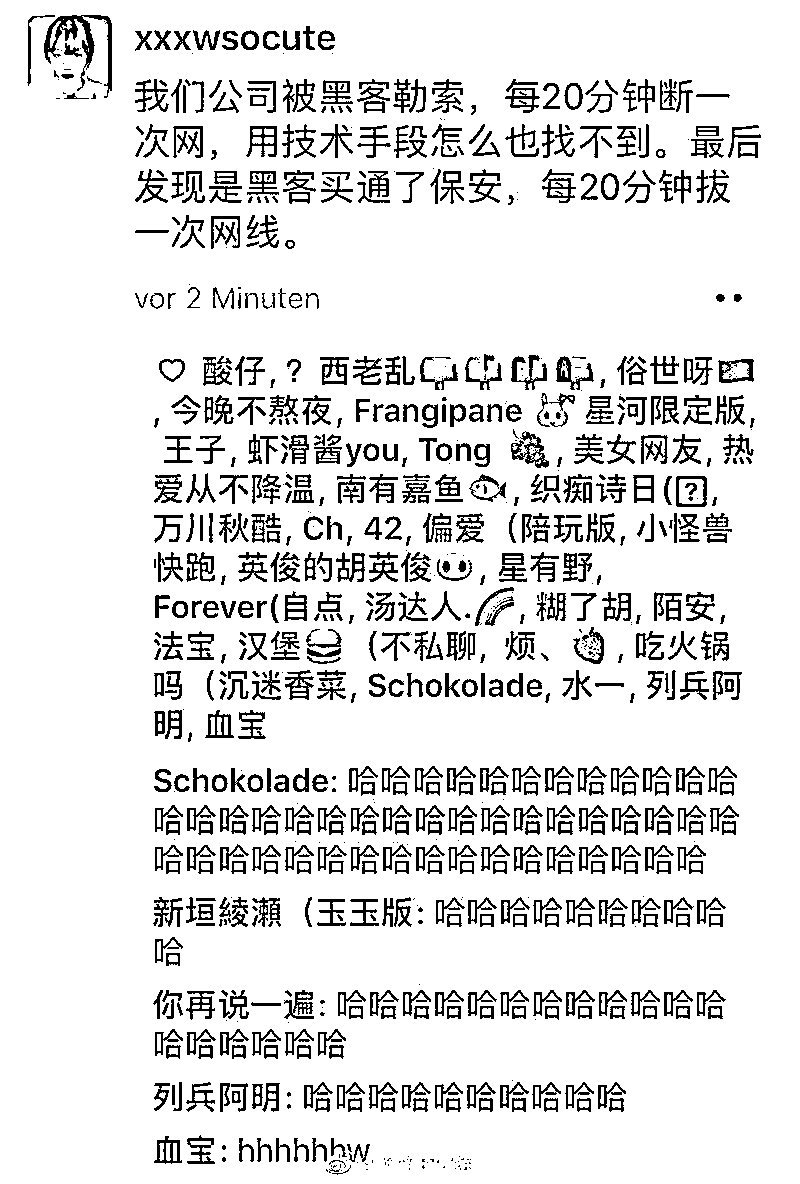 xxxwsocute
我们公司被黑客勒索，每20分钟断一
次网，用技术手段怎么也找不到。最后
发现是黑客买通了保安，每20分钟拔
一次网线。
vor 2 Minuten
♡ 酸仔, ? 西老乱📪📬📫📭, 俗世呀
, 今晚不熬夜, Frangipane 🐰 星河限定版,
王子, 虾滑酱you, Tong 🍇, 美女网友, 热
爱从不降温, 南有嘉鱼🐟, 织痴诗日(?,
万川秋酷, Ch, 42, 偏爱（陪玩版, 小怪兽
快跑, 英俊的胡英俊, 星有野,
Forever(自点, 汤达人.🌈, 糊了胡, 陌安,
法宝, 汉堡🍔（不私聊, 烦、🍓, 吃火锅
吗（沉迷香菜, Schokolade, 水一, 列兵阿
明, 血宝
Schokolade: 哈哈哈哈哈哈哈哈哈哈哈哈
哈哈哈哈哈哈哈哈哈哈哈哈哈哈哈哈哈哈
哈哈哈哈哈哈哈哈哈哈哈哈哈哈哈哈哈
新垣綾瀬（玉玉版: 哈哈哈哈哈哈哈哈哈
哈
你再说一遍: 哈哈哈哈哈哈哈哈哈哈哈哈
哈哈哈哈哈哈
列兵阿明: 哈哈哈哈哈哈哈哈哈哈
血宝: hhhhhhw